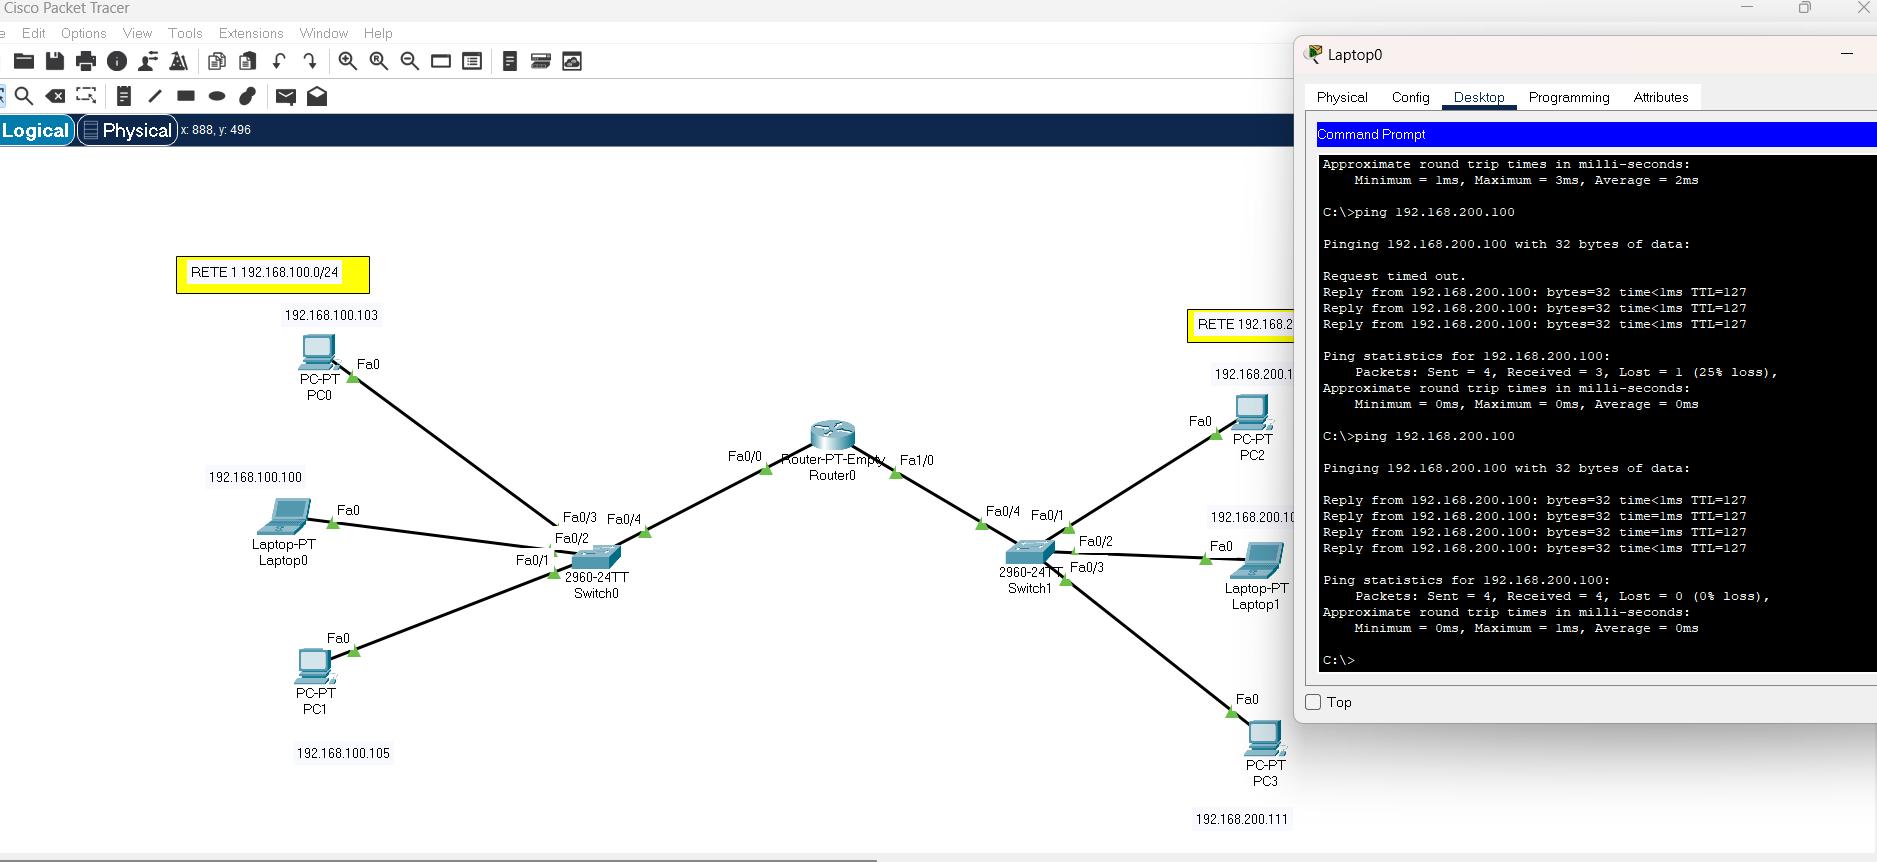 Cisco Packet Tracer
Edit Options View Tools Extensions Window Help
Logical Physical x: 888, y: 496
RETE 1 192.168.100.0/24
192.168.100.103
Fa0
PC-PT
PC0
192.168.100.100
Fa0
Laptop-PT
Laptop0
Fa0
PC-PT
PC1
192.168.100.105
Fa0/3 Fa0/4
Fa0/2
Fa0/1
2960-24TT
Switch0
Fa0/0
Router-PT-Empty
Router0
Fa1/0
Fa0/4 Fa0/1
Fa0/2
Fa0/3
2960-24TT
Switch1
RETE 192.168.2
192.168.200.1
Fa0
PC-PT
PC2
192.168.200.10
Fa0
Laptop-PT
Laptop1
Fa0
PC-PT
PC3
192.168.200.111
Laptop0
Physical Config Desktop Programming Attributes
Command Prompt
Approximate round trip times in milli-seconds:
Minimum = 1ms, Maximum = 3ms, Average = 2ms
C:\>ping 192.168.200.100
Pinging 192.168.200.100 with 32 bytes of data:
Request timed out.
Reply from 192.168.200.100: bytes=32 time<1ms TTL=127
Reply from 192.168.200.100: bytes=32 time<1ms TTL=127
Reply from 192.168.200.100: bytes=32 time<1ms TTL=127
Ping statistics for 192.168.200.100:
Packets: Sent = 4, Received = 3, Lost = 1 (25% loss),
Approximate round trip times in milli-seconds:
Minimum = 0ms, Maximum = 0ms, Average = 0ms
C:\>ping 192.168.200.100
Pinging 192.168.200.100 with 32 bytes of data:
Reply from 192.168.200.100: bytes=32 time<1ms TTL=127
Reply from 192.168.200.100: bytes=32 time=1ms TTL=127
Reply from 192.168.200.100: bytes=32 time=1ms TTL=127
Reply from 192.168.200.100: bytes=32 time<1ms TTL=127
Ping statistics for 192.168.200.100:
Packets: Sent = 4, Received = 4, Lost = 0 (0% loss),
Approximate round trip times in milli-seconds:
Minimum = 0ms, Maximum = 1ms, Average = 0ms
C:\>
Top